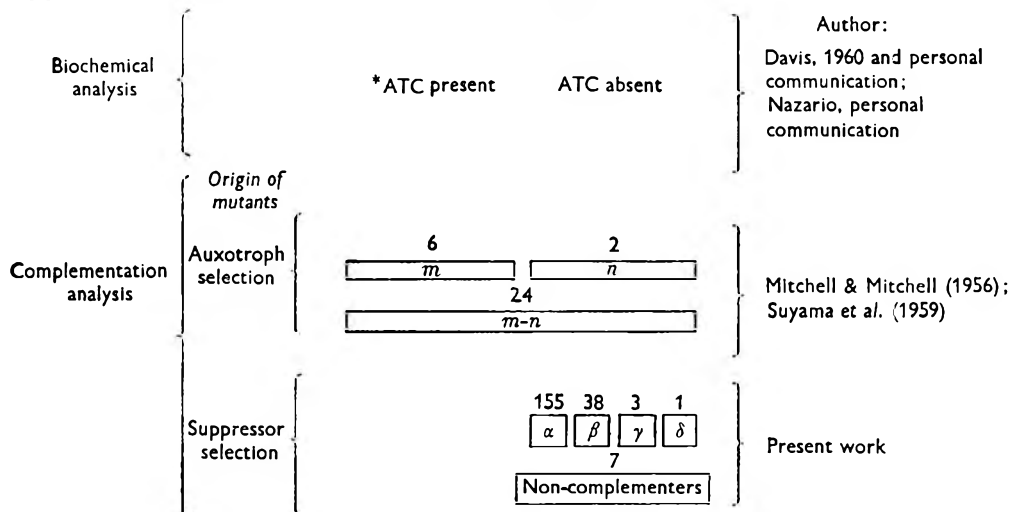 Author:
Biochemical
analysis
*ATC present
ATC absent
Davis, 1960 and personal
communication;
Nazario, personal
communication
Origin of
mutants
Complementation
analysis
Auxotroph
selection
6
2
m
n
24
m-n
Mitchell & Mitchell (1956);
Suyama et al. (1959)
Suppressor
selection
155 38 3 1
α β γ δ
7
Non-complementers
Present work